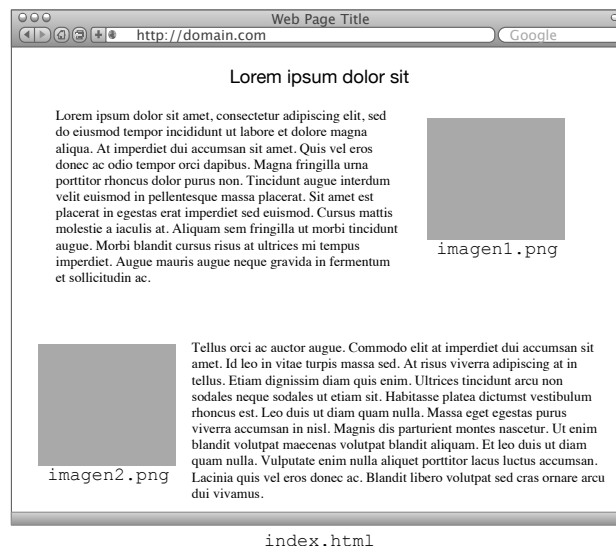 Web Page Title
http://domain.com
Google
Lorem ipsum dolor sit
Lorem ipsum dolor sit amet, consectetur adipiscing elit, sed
do eiusmod tempor incididunt ut labore et dolore magna
aliqua. At imperdiet dui accumsan sit amet. Quis vel eros
donec ac odio tempor orci dapibus. Magna fringilla urna
porttitor rhoncus dolor purus non. Tincidunt augue interdum
velit euismod in pellentesque massa placerat. Sit amet est
placerat in egestas erat imperdiet sed euismod. Cursus mattis
molestie a iaculis at. Aliquam sem fringilla ut morbi tincidunt
augue. Morbi blandit cursus risus at ultrices mi tempus
imperdiet. Augue mauris augue neque gravida in fermentum
et sollicitudin ac.
imagen1.png
Tellus orci ac auctor augue. Commodo elit at imperdiet dui accumsan sit
amet. Id leo in vitae turpis massa sed. At risus viverra adipiscing at in
tellus. Etiam dignissim diam quis enim. Ultrices tincidunt arcu non
sodales neque sodales ut etiam sit. Habitasse platea dictumst vestibulum
rhoncus est. Leo duis ut diam quam nulla. Massa eget egestas purus
viverra accumsan in nisl. Magnis dis parturient montes nascetur. Ut enim
blandit volutpat maecenas volutpat blandit aliquam. Et leo duis ut diam
quam nulla. Vulputate enim nulla aliquet porttitor lacus luctus accumsan.
Lacinia quis vel eros donec ac. Blandit libero volutpat sed cras ornare arcu
dui vivamus.
imagen2.png
index.html